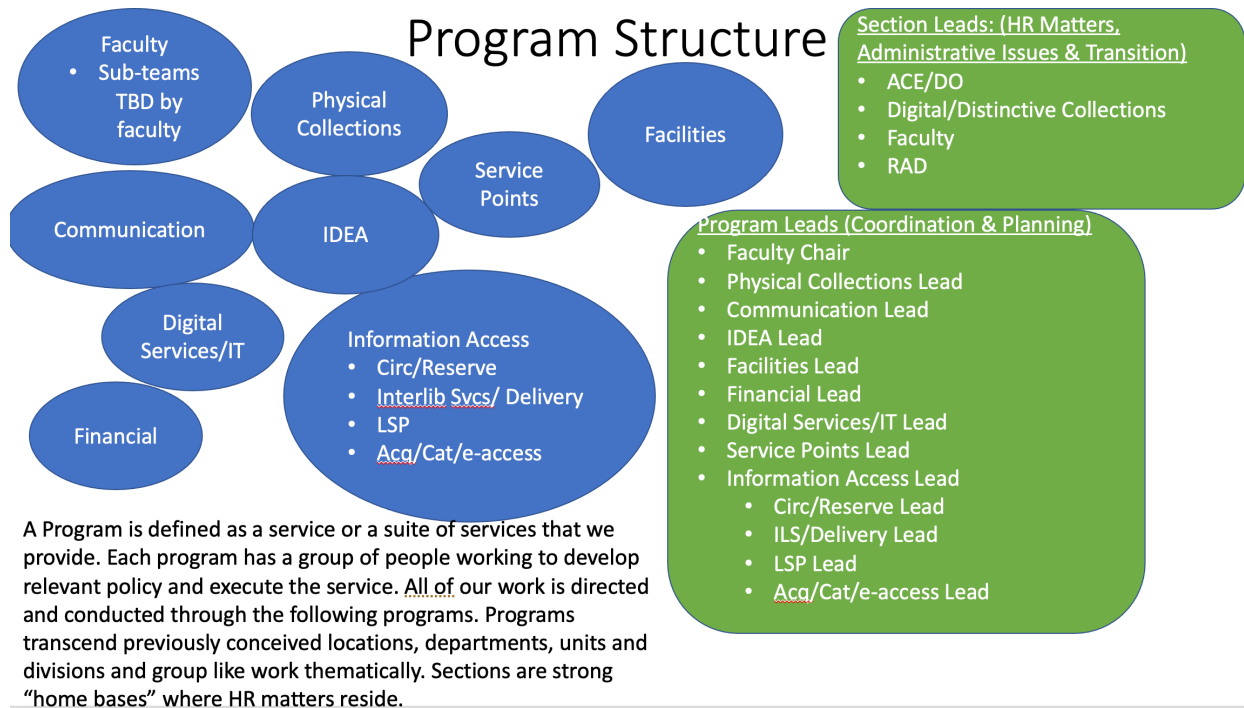 Program Structure
Faculty
• Sub-teams
TBD by
faculty
Physical
Collections
Service
Points
Facilities
Communication
IDEA
Digital
Services/IT
Financial
Information Access
• Circ/Reserve
• Interlib Svcs/ Delivery
• LSP
• Acq/Cat/e-access
A Program is defined as a service or a suite of services that we
provide. Each program has a group of people working to develop
relevant policy and execute the service. All of our work is directed
and conducted through the following programs. Programs
transcend previously conceived locations, departments, units and
divisions and group like work thematically. Sections are strong
“home bases” where HR matters reside.
Section Leads: (HR Matters,
Administrative Issues & Transition)
• ACE/DO
• Digital/Distinctive Collections
• Faculty
• RAD
Program Leads (Coordination & Planning)
• Faculty Chair
• Physical Collections Lead
• Communication Lead
• IDEA Lead
• Facilities Lead
• Financial Lead
• Digital Services/IT Lead
• Service Points Lead
• Information Access Lead
• Circ/Reserve Lead
• ILS/Delivery Lead
• LSP Lead
• Acq/Cat/e-access Lead